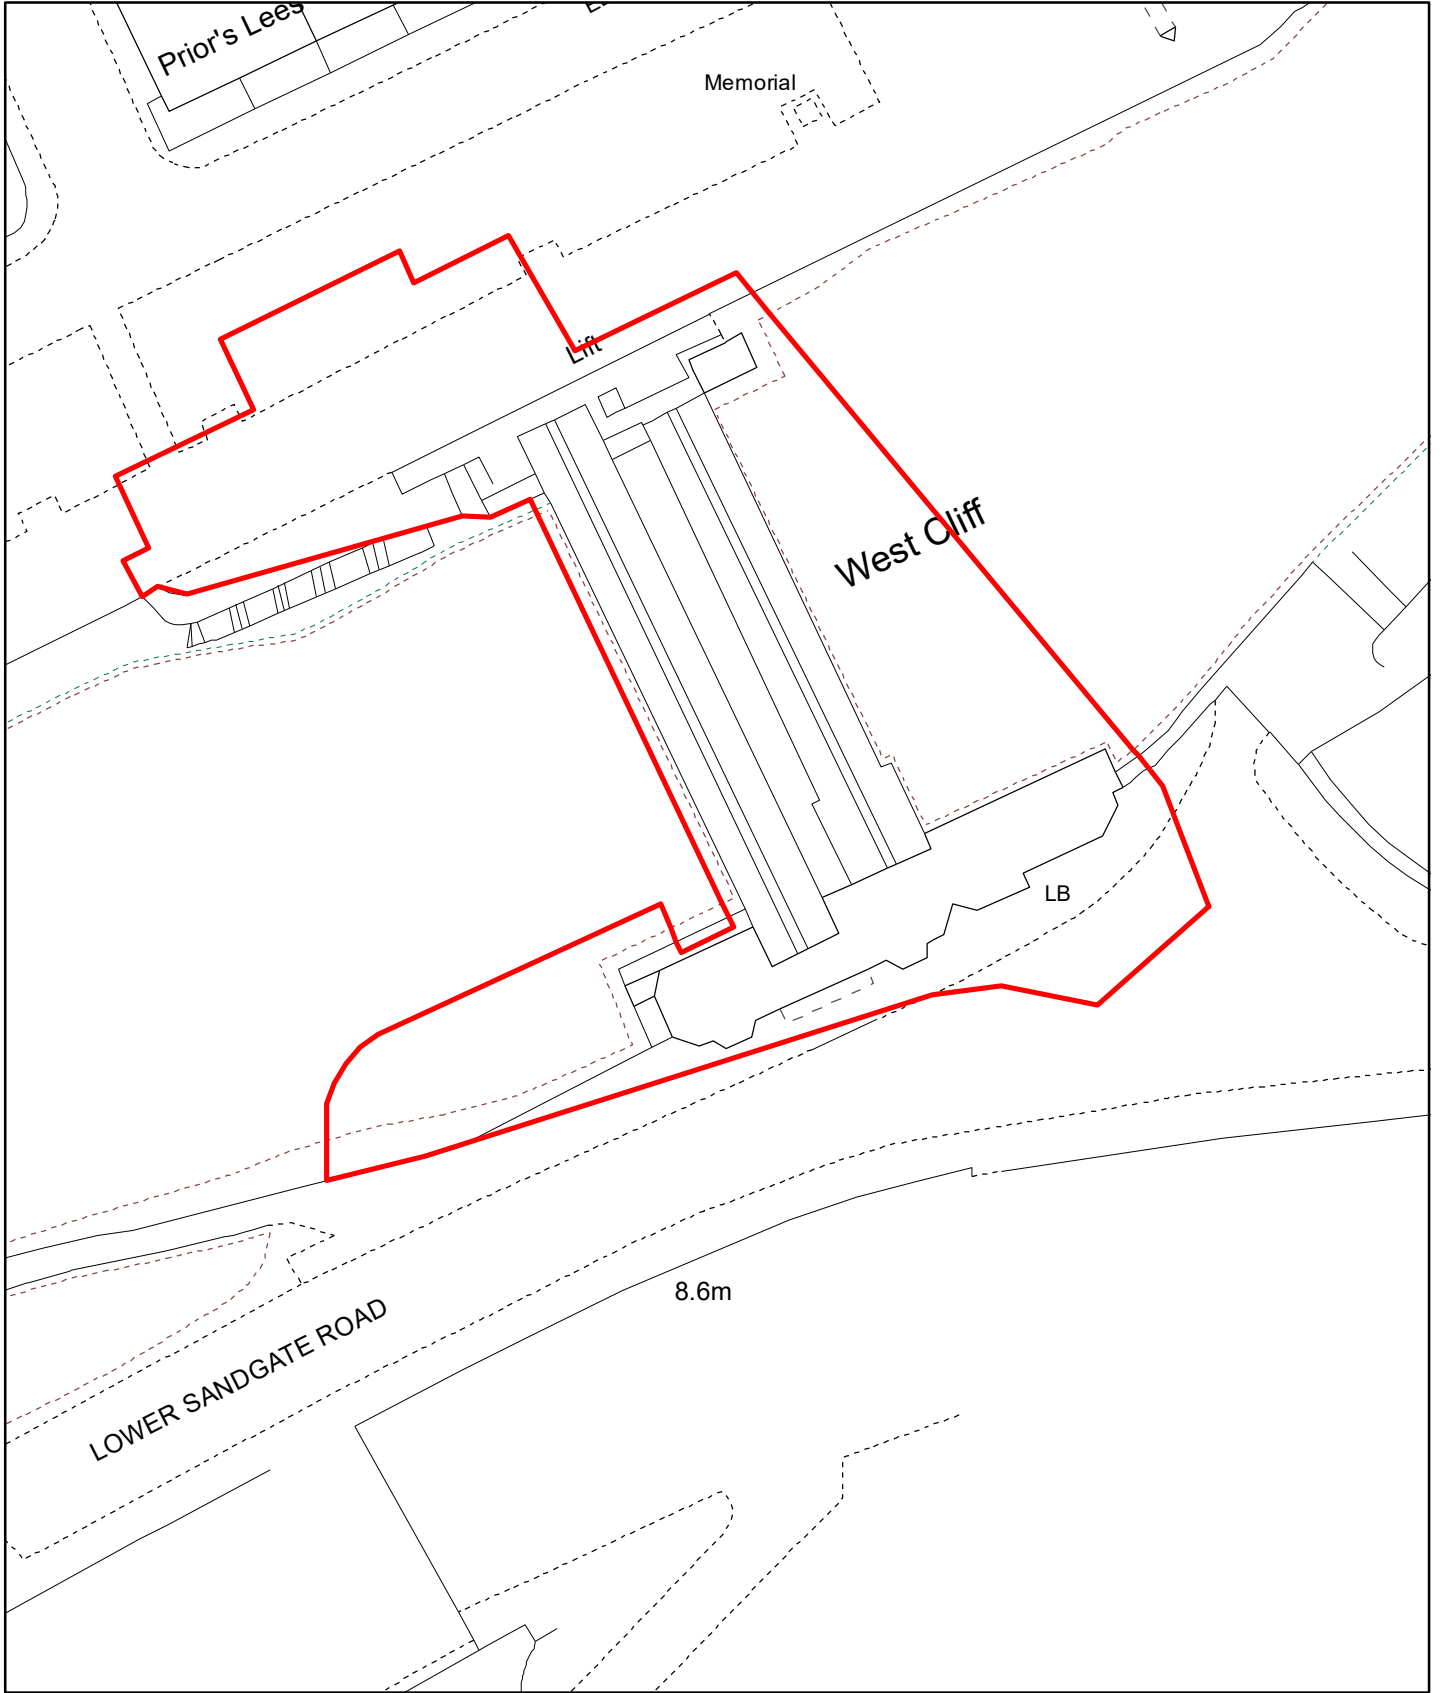 Prior's Lees
Memorial
Lift
West Cliff
LB
8.6m
LOWER SANDGATE ROAD